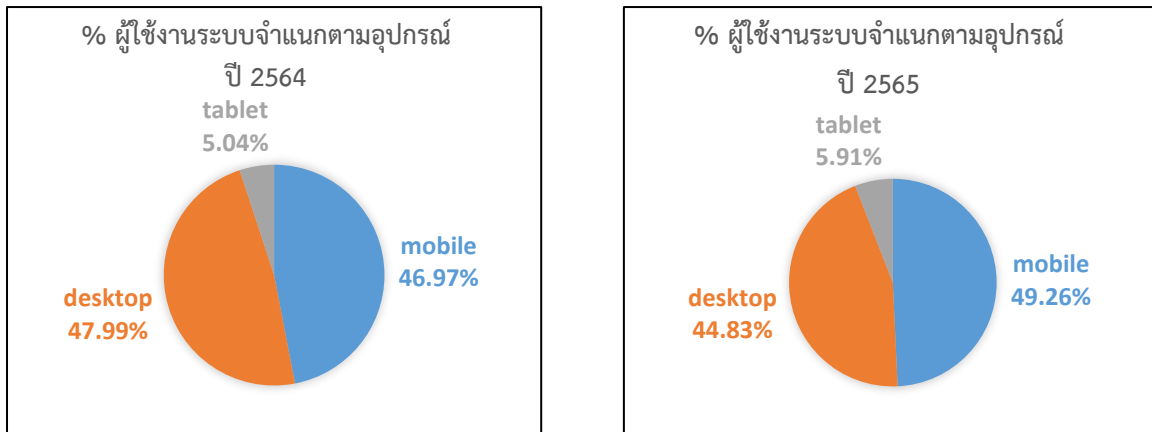 % ผู้ใช้งานระบบจำแนกตามอุปกรณ์
ปี 2564
tablet
5.04%
mobile
46.97%
desktop
47.99%
% ผู้ใช้งานระบบจำแนกตามอุปกรณ์
ปี 2565
tablet
5.91%
mobile
49.26%
desktop
44.83%